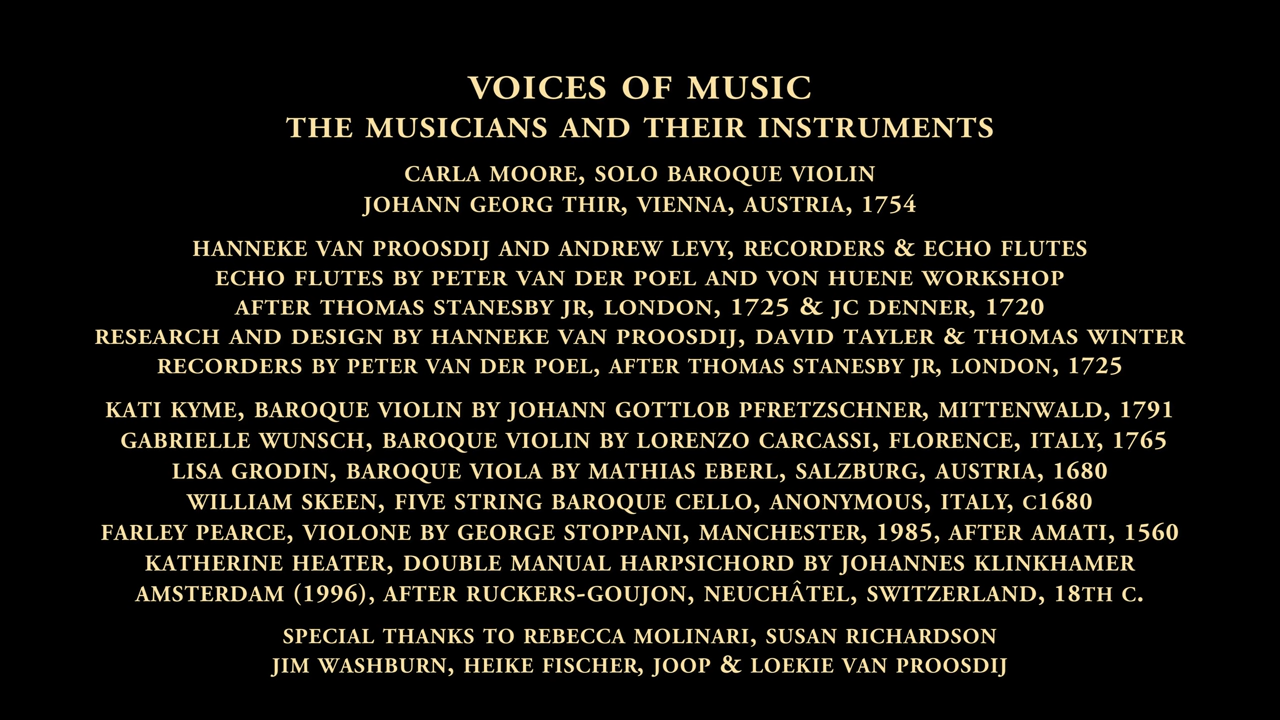 VOICES OF MUSIC
THE MUSICIANS AND THEIR INSTRUMENTS
CARLA MOORE, SOLO BAROQUE VIOLIN
JOHANN GEORG THIR, VIENNA, AUSTRIA, 1754
HANNEKE VAN PROOSDIJ AND ANDREW LEVY, RECORDERS & ECHO FLUTES
ECHO FLUTES BY PETER VAN DER POEL AND VON HUENE WORKSHOP
AFTER THOMAS STANESBY JR, LONDON, 1725 & JC DENNER, 1720
RESEARCH AND DESIGN BY HANNEKE VAN PROOSDIJ, DAVID TAYLER & THOMAS WINTER
RECORDERS BY PETER VAN DER POEL, AFTER THOMAS STANESBY JR, LONDON, 1725
KATI KYME, BAROQUE VIOLIN BY JOHANN GOTTLOB PFRETZSCHNER, MITTENWALD, 1791
GABRIELLE WUNSCH, BAROQUE VIOLIN BY LORENZO CARCASSI, FLORENCE, ITALY, 1765
LISA GRODIN, BAROQUE VIOLA BY MATHIAS EBERL, SALZBURG, AUSTRIA, 1680
WILLIAM SKEEN, FIVE STRING BAROQUE CELLO, ANONYMOUS, ITALY, C1680
FARLEY PEARCE, VIOLONE BY GEORGE STOPPANI, MANCHESTER, 1985, AFTER AMATI, 1560
KATHERINE HEATER, DOUBLE MANUAL HARPSICHORD BY JOHANNES KLINKHAMER
AMSTERDAM (1996), AFTER RUCKERS-GOUJON, NEUCHÂTEL, SWITZERLAND, 18TH C.
SPECIAL THANKS TO REBECCA MOLINARI, SUSAN RICHARDSON
JIM WASHBURN, HEIKE FISCHER, JOOP & LOEKIE VAN PROOSDIJ